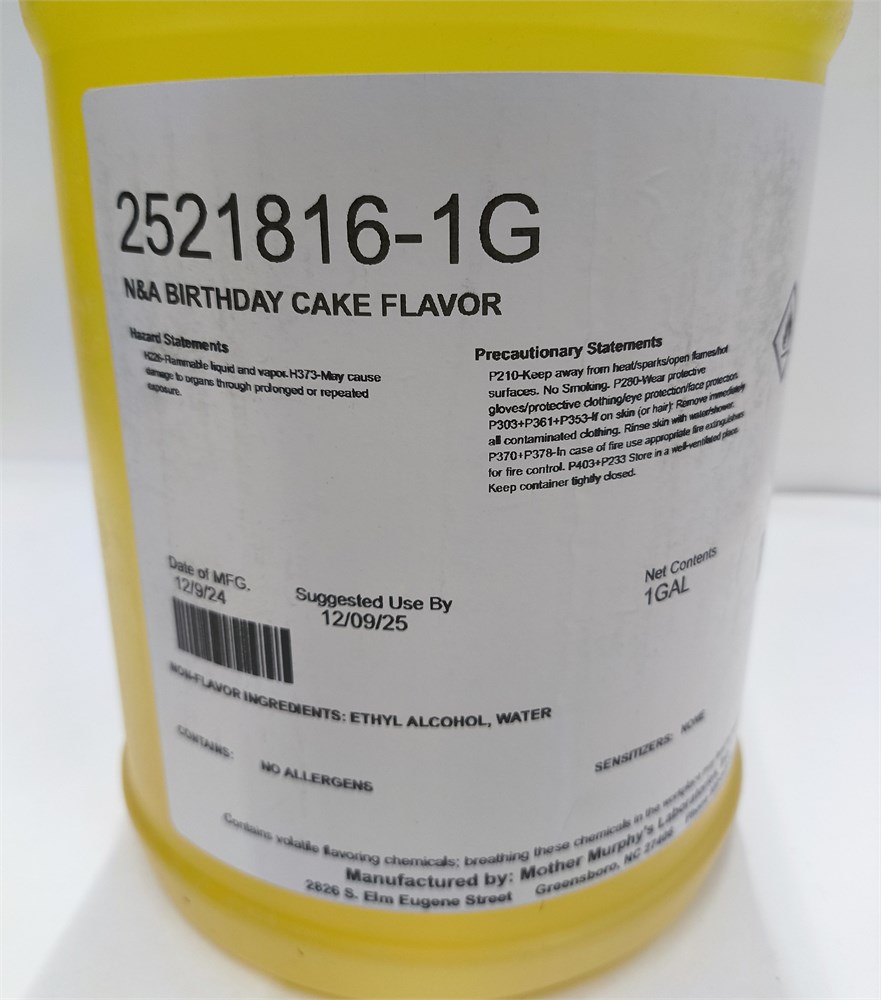 2521816-1G
N&A BIRTHDAY CAKE FLAVOR
Hazard Statements
H226-Flammable liquid and vapor.H373-May cause
damage to organs through prolonged or repeated
exposure.
Precautionary Statements
P210-Keep away from heat/sparks/open flames/hot
surfaces. No Smoking. P280-Wear protective
gloves/protective clothing/eye protection/face protection.
P303+P361+P353-If on skin (or hair): Remove immediately
all contaminated clothing. Rinse skin with water/shower.
P370+P378-In case of fire use appropriate fire extinguishers
for fire control. P403+P233 Store in a well-ventilated place.
Keep container tightly closed.
Date of MFG.
12/9/24
Suggested Use By
12/09/25
Net Contents
1GAL
NON-FLAVOR INGREDIENTS: ETHYL ALCOHOL, WATER
CONTAINS:
NO ALLERGENS
SENSITIZERS: NONE
Contains volatile flavoring chemicals; breathing these chemicals in the workplace may
Manufactured by: Mother Murphy's Laboratories,
2826 S. Elm Eugene Street Greensboro, NC 27406